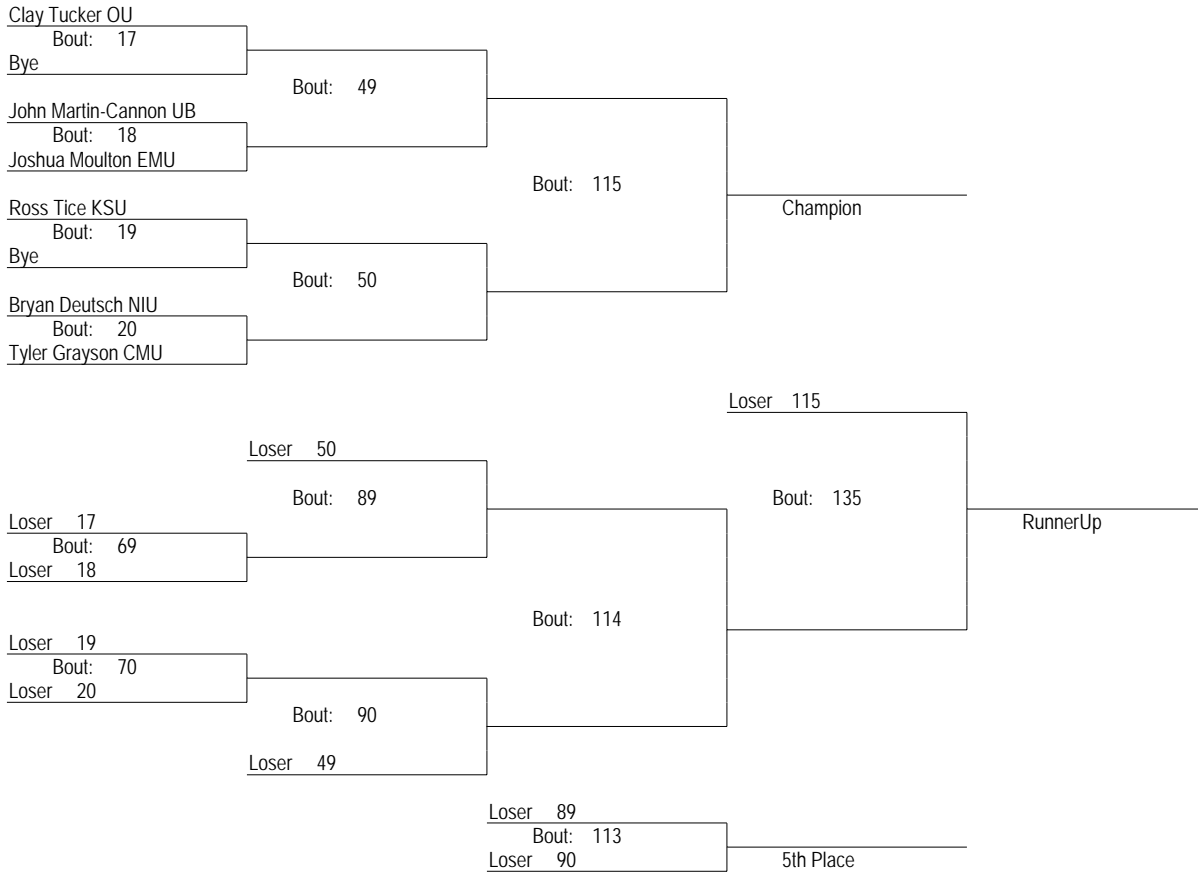 Clay Tucker OU
Bout: 17
Bye
Bout: 49
John Martin-Cannon UB
Bout: 18
Joshua Moulton EMU
Bout: 115
Ross Tice KSU
Champion
Bout: 19
Bye
Bout: 50
Bryan Deutsch NIU
Bout: 20
Tyler Grayson CMU
Loser 115
Loser 50
Bout: 89
Bout: 135
Loser 17
RunnerUp
Bout: 69
Loser 18
Bout: 114
Loser 19
Bout: 70
Loser 20
Bout: 90
Loser 49
Loser 89
Bout: 113
Loser 90
5th Place